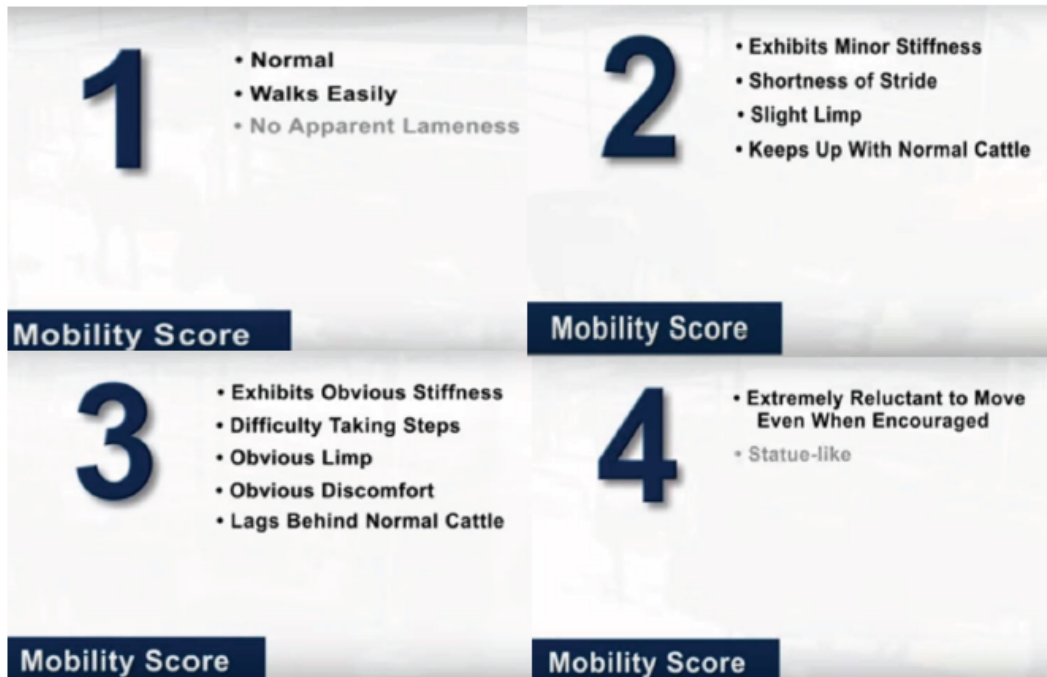 1
• Normal
• Walks Easily
• No Apparent Lameness
Mobility Score
2
• Exhibits Minor Stiffness
• Shortness of Stride
• Slight Limp
• Keeps Up With Normal Cattle
Mobility Score
3
• Exhibits Obvious Stiffness
• Difficulty Taking Steps
• Obvious Limp
• Obvious Discomfort
• Lags Behind Normal Cattle
Mobility Score
4
• Extremely Reluctant to Move
Even When Encouraged
• Statue-like
Mobility Score